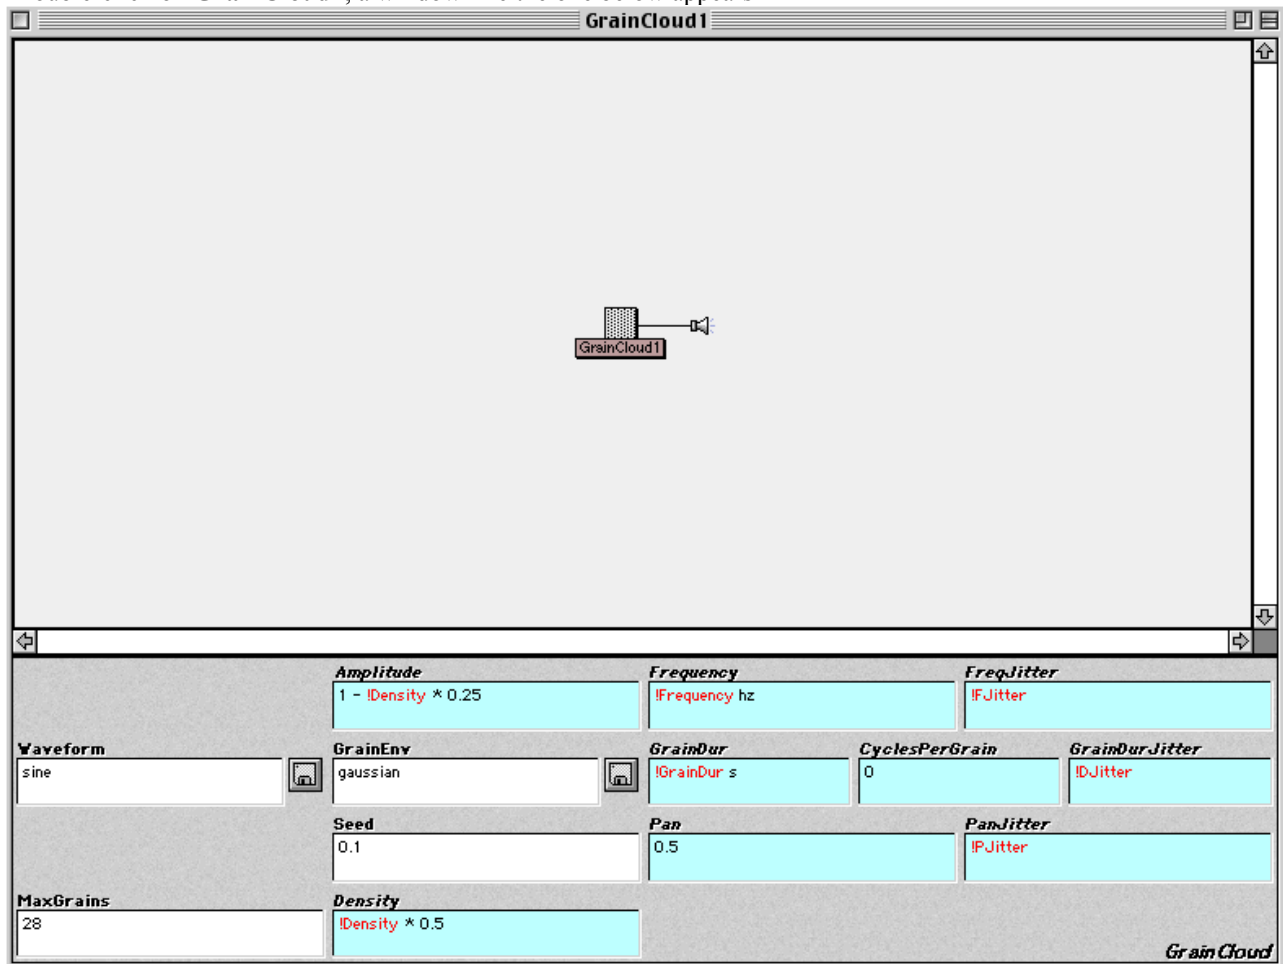 GrainCloud1
GrainCloud1
Amplitude Frequency FreqJitter
1 - !Density * 0.25 !Frequency hz !FJitter
Waveform GrainEnv GrainDur CyclesPerGrain GrainDurJitter
sine gaussian !GrainDur s 0 !DJitter
Seed Pan PanJitter
0.1 0.5 !PJitter
MaxGrains Density
28 !Density * 0.5
GrainCloud